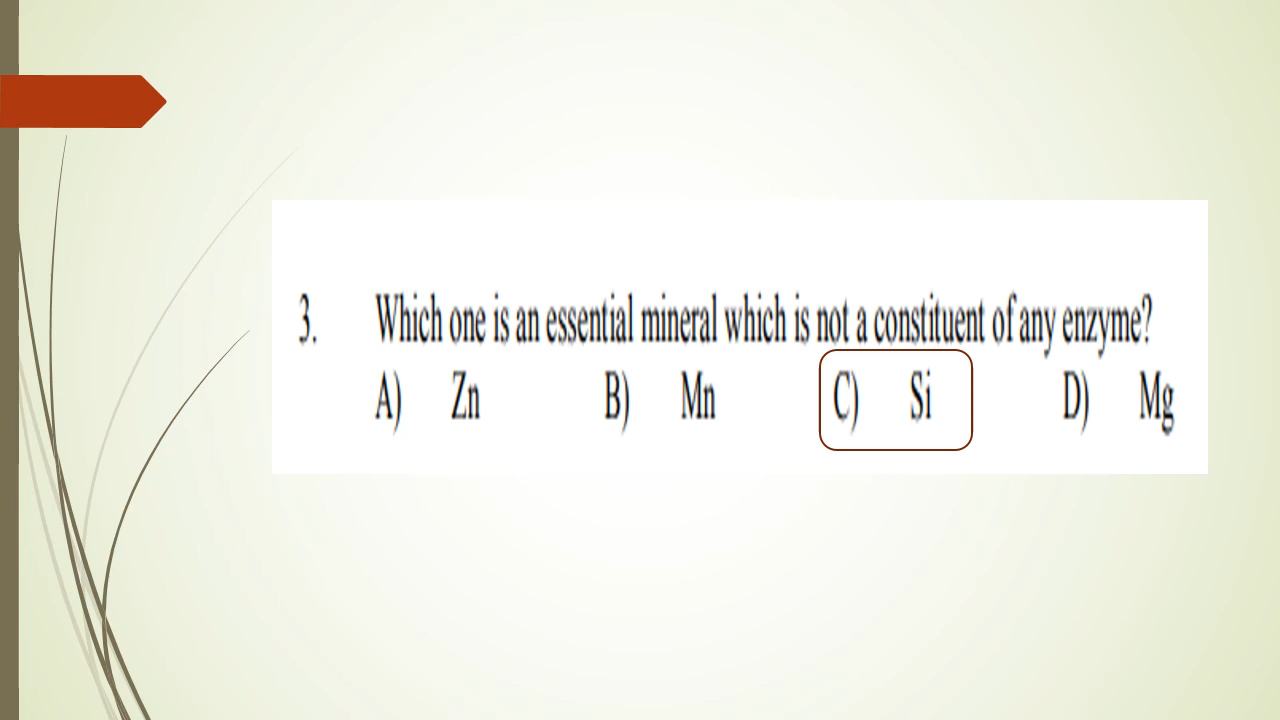 3. Which one is an essential mineral which is not a constituent of any enzyme?
A) Zn B) Mn C) Si D) Mg